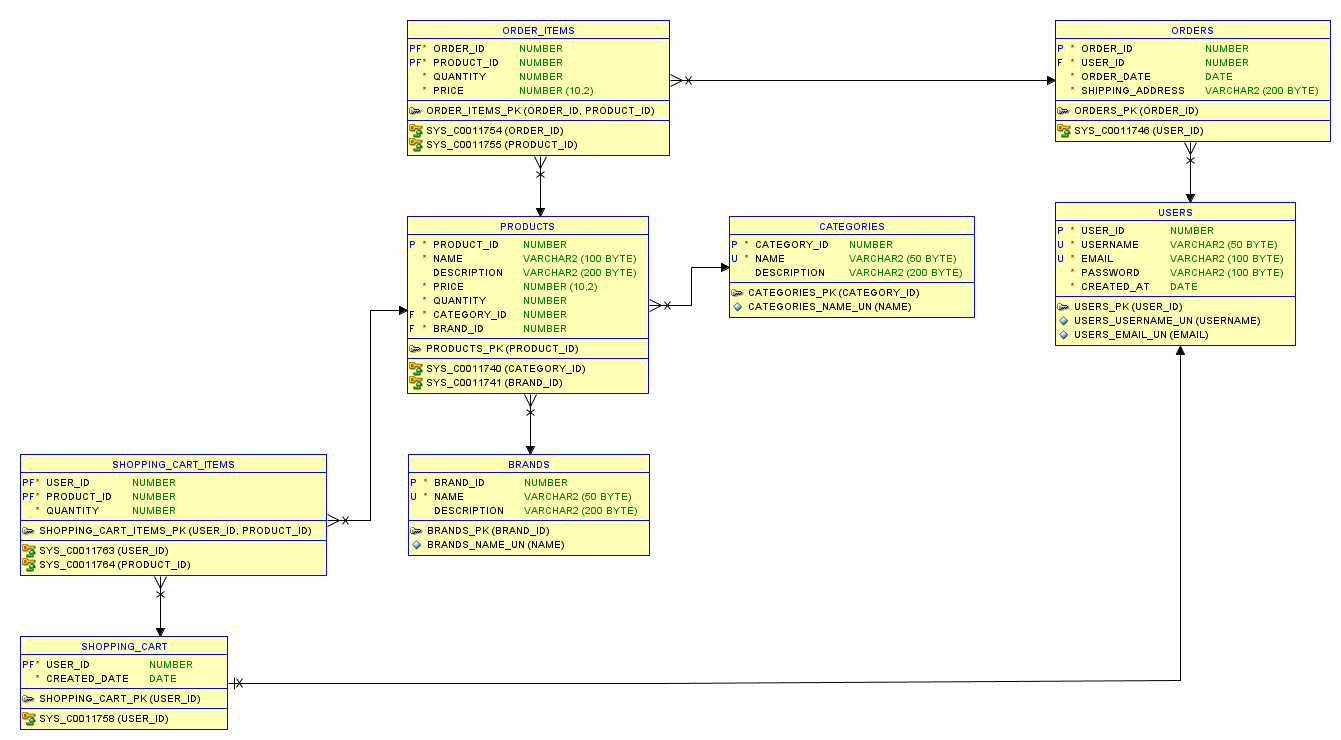 ORDER_ITEMS
PF* ORDER_ID NUMBER
PF* PRODUCT_ID NUMBER
* QUANTITY NUMBER
* PRICE NUMBER (10,2)
ORDER_ITEMS_PK (ORDER_ID, PRODUCT_ID)
SYS_C0011754 (ORDER_ID)
SYS_C0011755 (PRODUCT_ID)
ORDERS
P * ORDER_ID NUMBER
F * USER_ID NUMBER
* ORDER_DATE DATE
* SHIPPING_ADDRESS VARCHAR2 (200 BYTE)
ORDERS_PK (ORDER_ID)
SYS_C0011746 (USER_ID)
PRODUCTS
P * PRODUCT_ID NUMBER
* NAME VARCHAR2 (100 BYTE)
DESCRIPTION VARCHAR2 (200 BYTE)
* PRICE NUMBER (10,2)
* QUANTITY NUMBER
F * CATEGORY_ID NUMBER
F * BRAND_ID NUMBER
PRODUCTS_PK (PRODUCT_ID)
SYS_C0011740 (CATEGORY_ID)
SYS_C0011741 (BRAND_ID)
CATEGORIES
P * CATEGORY_ID NUMBER
U * NAME VARCHAR2 (50 BYTE)
DESCRIPTION VARCHAR2 (200 BYTE)
CATEGORIES_PK (CATEGORY_ID)
CATEGORIES_NAME_UN (NAME)
USERS
P * USER_ID NUMBER
U * USERNAME VARCHAR2 (50 BYTE)
U * EMAIL VARCHAR2 (100 BYTE)
* PASSWORD VARCHAR2 (100 BYTE)
* CREATED_AT DATE
USERS_PK (USER_ID)
USERS_USERNAME_UN (USERNAME)
USERS_EMAIL_UN (EMAIL)
SHOPPING_CART_ITEMS
PF* USER_ID NUMBER
PF* PRODUCT_ID NUMBER
* QUANTITY NUMBER
SHOPPING_CART_ITEMS_PK (USER_ID, PRODUCT_ID)
SYS_C0011763 (USER_ID)
SYS_C0011764 (PRODUCT_ID)
BRANDS
P * BRAND_ID NUMBER
U * NAME VARCHAR2 (50 BYTE)
DESCRIPTION VARCHAR2 (200 BYTE)
BRANDS_PK (BRAND_ID)
BRANDS_NAME_UN (NAME)
SHOPPING_CART
PF* USER_ID NUMBER
* CREATED_DATE DATE
SHOPPING_CART_PK (USER_ID)
SYS_C0011758 (USER_ID)